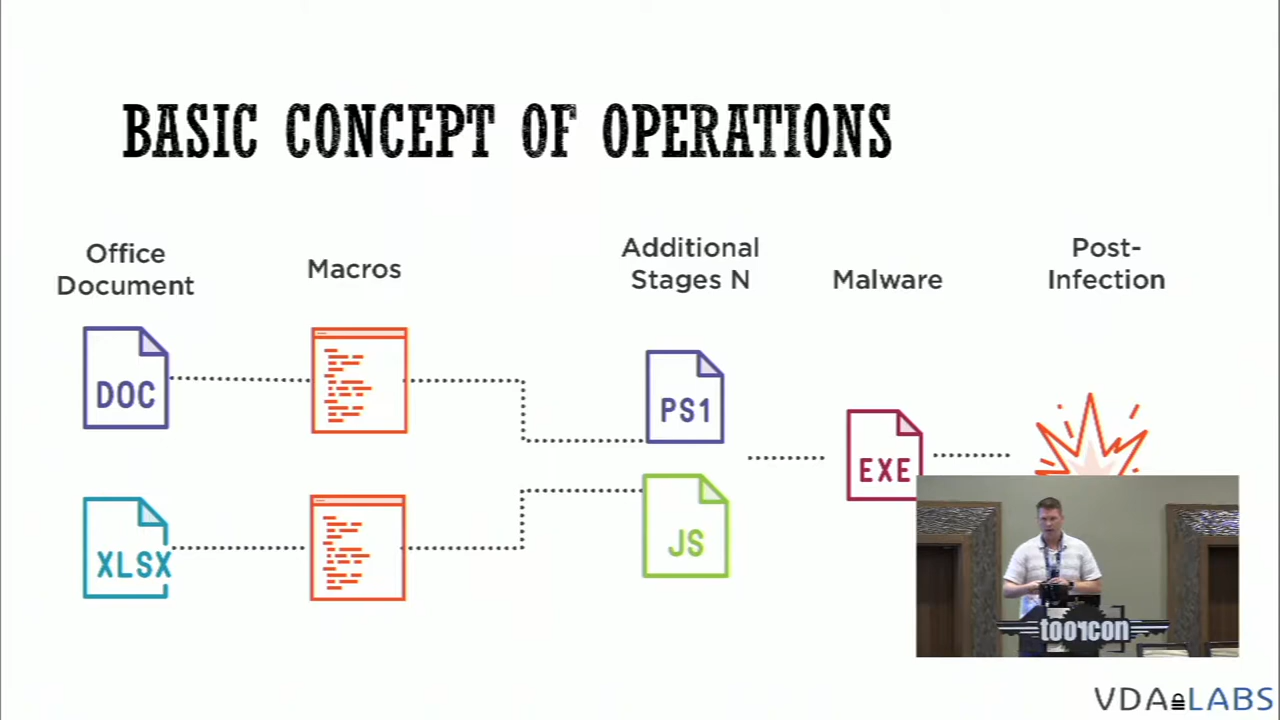 BASIC CONCEPT OF OPERATIONS
Office
Document
Macros
Additional
Stages N
Malware
Post-
Infection
DOC
PS1
EXE
XLSX
JS
toorcon
VDA LABS